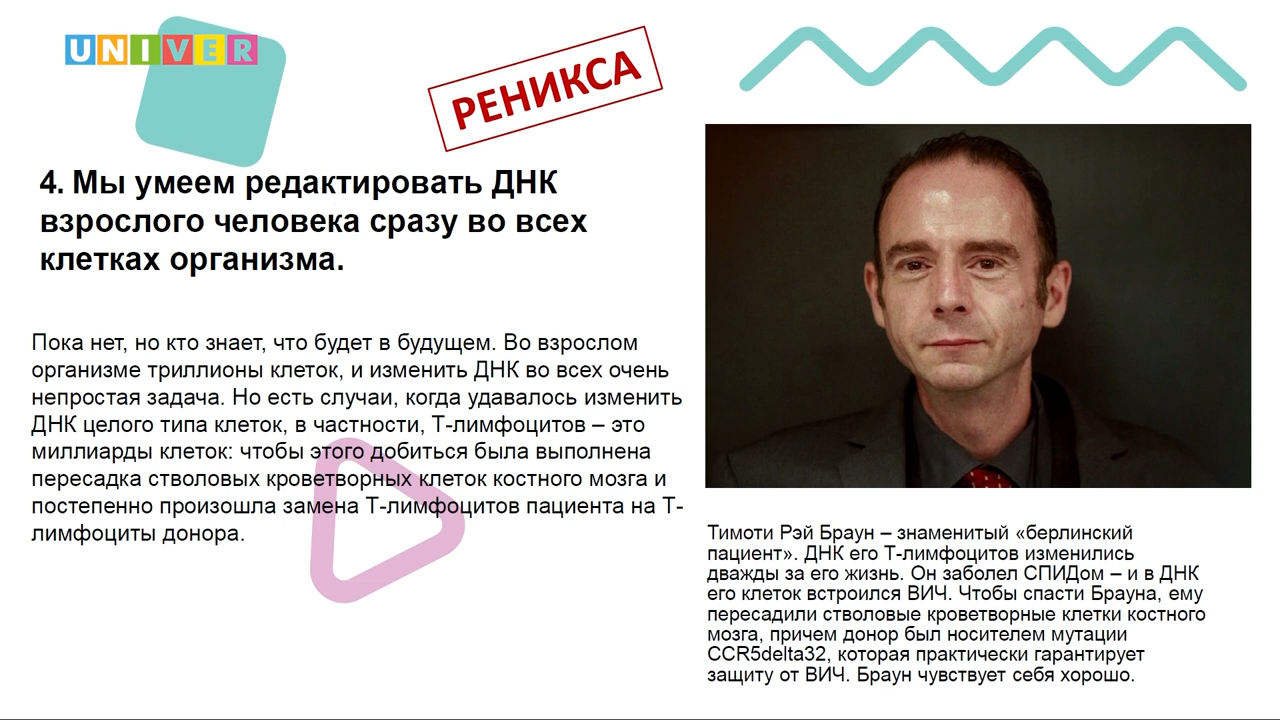 UNIVER
РЕНИКСА
4. Мы умеем редактировать ДНК
взрослого человека сразу во всех
клетках организма.
Пока нет, но кто знает, что будет в будущем. Во взрослом
организме триллионы клеток, и изменить ДНК во всех очень
непростая задача. Но есть случаи, когда удавалось изменить
ДНК целого типа клеток, в частности, Т-лимфоцитов – это
миллиарды клеток: чтобы этого добиться была выполнена
пересадка стволовых кроветворных клеток костного мозга и
постепенно произошла замена Т-лимфоцитов пациента на Т-
лимфоциты донора.
Тимоти Рэй Браун – знаменитый «берлинский
пациент». ДНК его Т-лимфоцитов изменились
дважды за его жизнь. Он заболел СПИДом – и в ДНК
его клеток встроился ВИЧ. Чтобы спасти Брауна, ему
пересадили стволовые кроветворные клетки костного
мозга, причем донор был носителем мутации
CCR5delta32, которая практически гарантирует
защиту от ВИЧ. Браун чувствует себя хорошо.